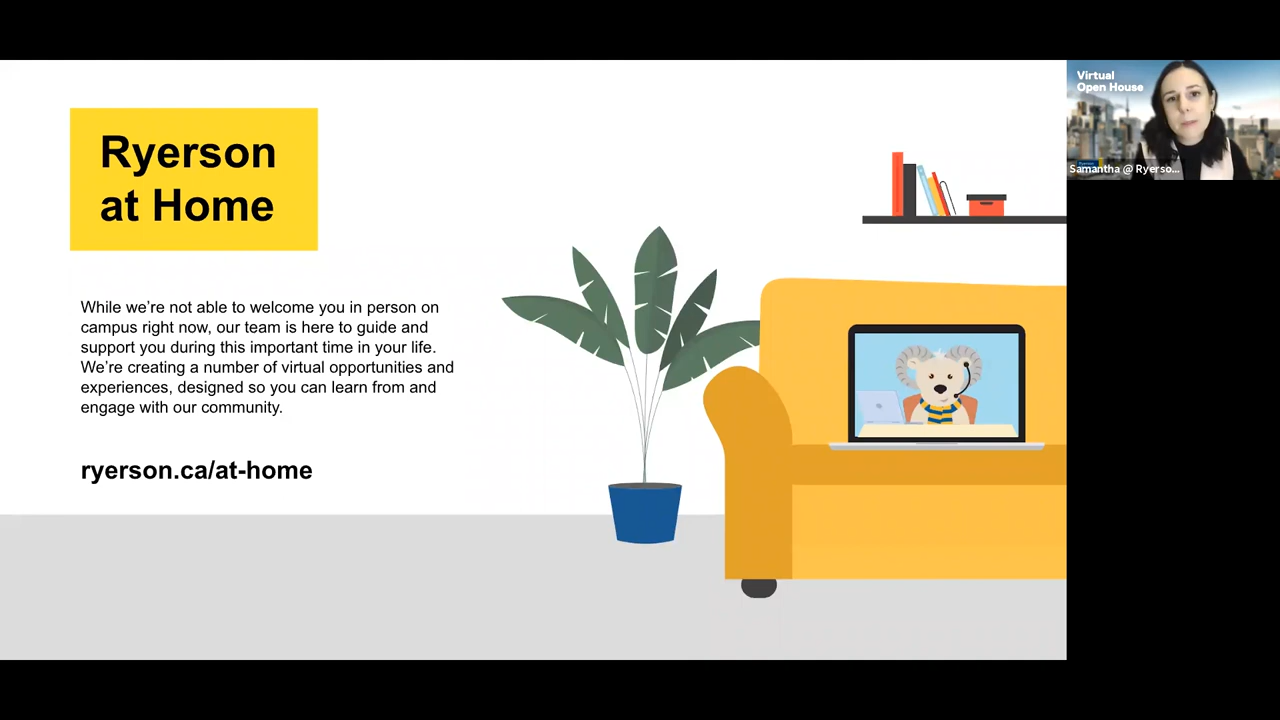 Ryerson
at Home
While we’re not able to welcome you in person on
campus right now, our team is here to guide and
support you during this important time in your life.
We’re creating a number of virtual opportunities and
experiences, designed so you can learn from and
engage with our community.
ryerson.ca/at-home
Virtual
Open House
Samantha @ Ryerso...